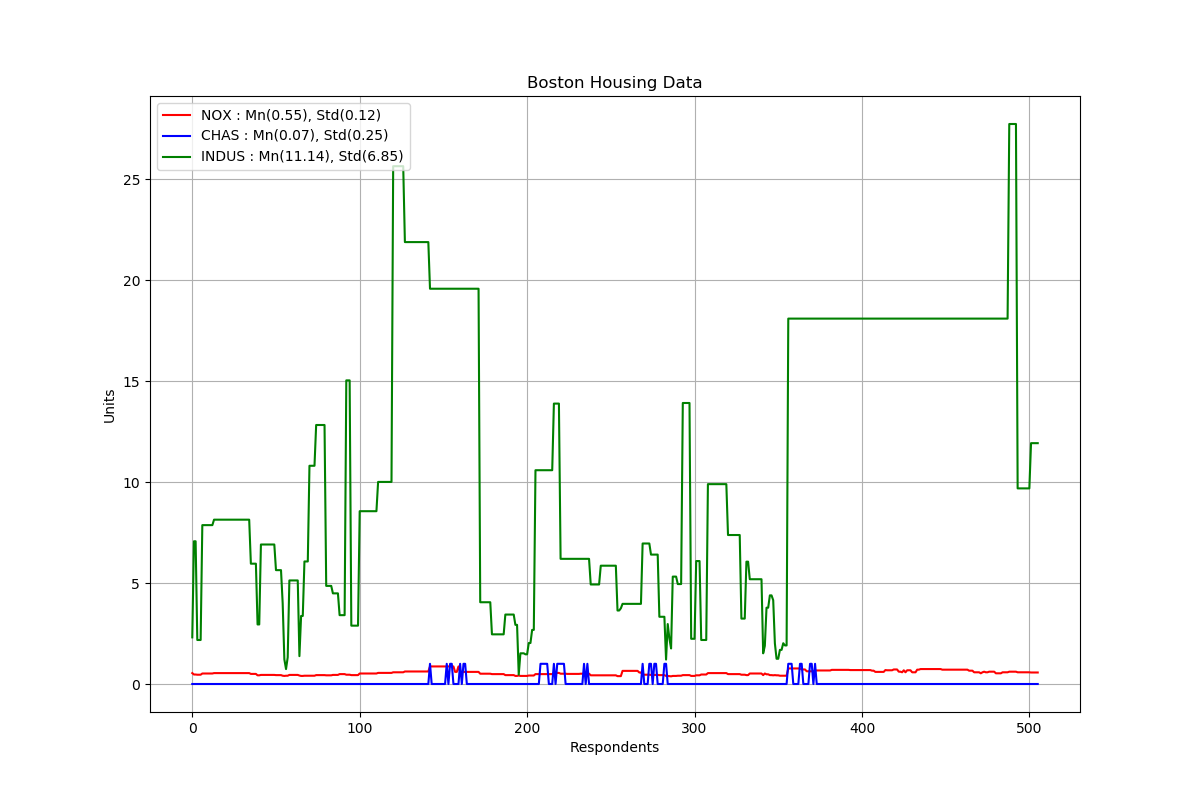 Boston Housing Data
NOX : Mn(0.55), Std(0.12)
CHAS : Mn(0.07), Std(0.25)
INDUS : Mn(11.14), Std(6.85)
25
20
15
10
5
0
Units
0 100 200 300 400 500
Respondents